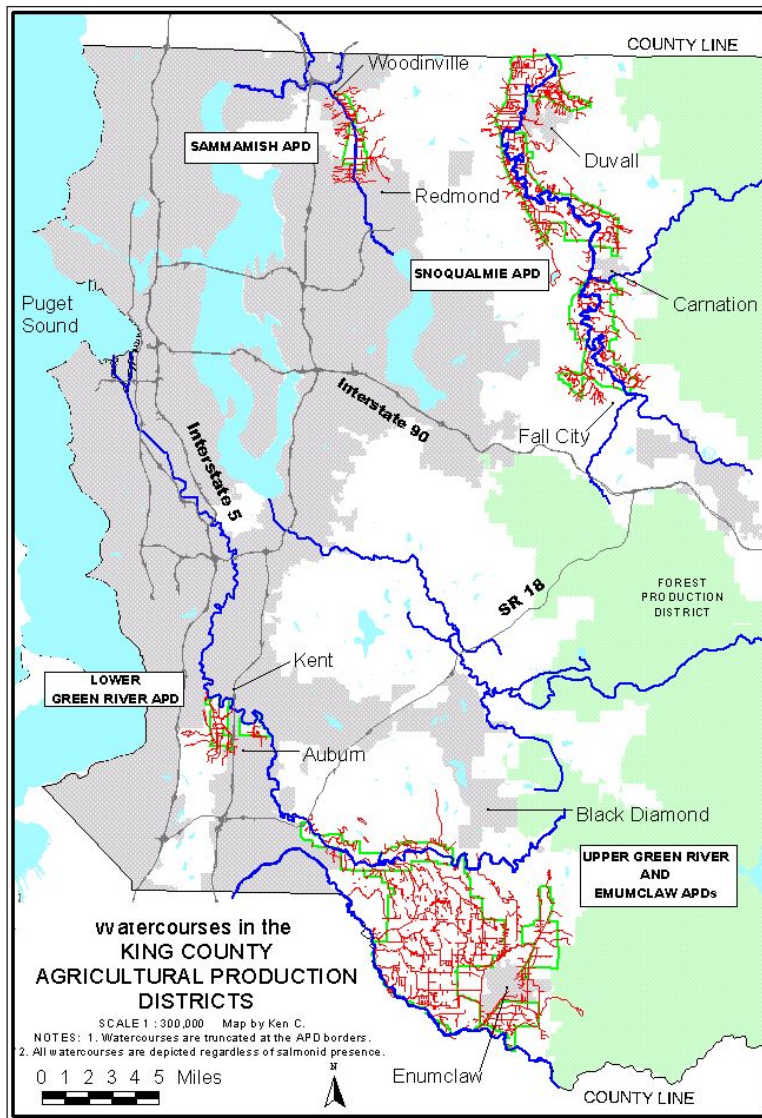 COUNTY LINE
Woodinville
SAMMAMISH APD
Duvall
Redmond
SNOQUALMIE APD
Puget
Sound
Carnation
Interstate 90
Fall City
Interstate 5
SR 18
FOREST
PRODUCTION
DISTRICT
Kent
LOWER
GREEN RIVER APD
Auburn
Black Diamond
UPPER GREEN RIVER
AND
EMUMCLAW APDs
Watercourses in the
KING COUNTY
AGRICULTURAL PRODUCTION
DISTRICTS
SCALE 1 : 300,000 Map by Ken C.
NOTES: 1. Watercourses are truncated at the APD borders.
2. All watercourses are depicted regardless of salmonid presence.
0 1 2 3 4 5 Miles
N
Enumclaw
COUNTY LINE